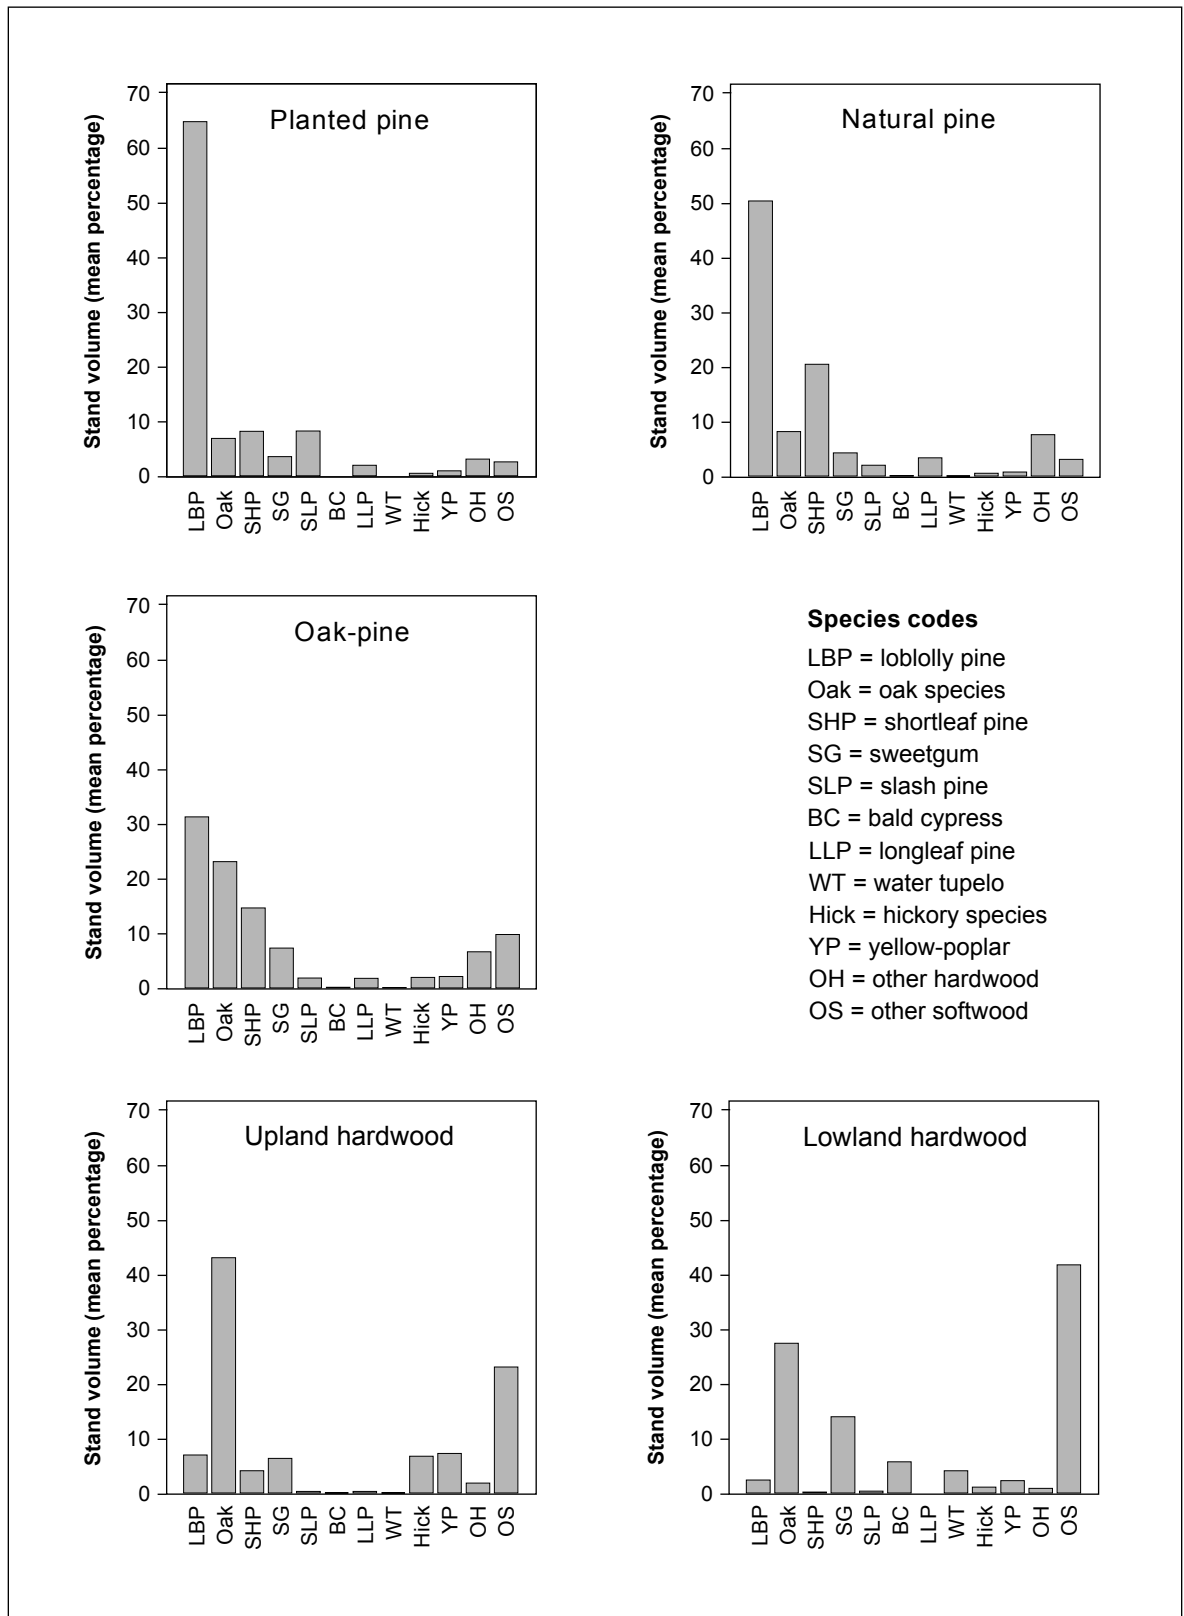 Planted pine
Stand volume (mean percentage)
70
60
50
40
30
20
10
0
LBP
Oak
SHP
SG
SLP
BC
LLP
WT
Hick
YP
OH
OS
Natural pine
Stand volume (mean percentage)
70
60
50
40
30
20
10
0
LBP
Oak
SHP
SG
SLP
BC
LLP
WT
Hick
YP
OH
OS
Oak-pine
Stand volume (mean percentage)
70
60
50
40
30
20
10
0
LBP
Oak
SHP
SG
SLP
BC
LLP
WT
Hick
YP
OH
OS
Species codes
LBP = loblolly pine
Oak = oak species
SHP = shortleaf pine
SG = sweetgum
SLP = slash pine
BC = bald cypress
LLP = longleaf pine
WT = water tupelo
Hick = hickory species
YP = yellow-poplar
OH = other hardwood
OS = other softwood
Upland hardwood
Stand volume (mean percentage)
70
60
50
40
30
20
10
0
LBP
Oak
SHP
SG
SLP
BC
LLP
WT
Hick
YP
OH
OS
Lowland hardwood
Stand volume (mean percentage)
70
60
50
40
30
20
10
0
LBP
Oak
SHP
SG
SLP
BC
LLP
WT
Hick
YP
OH
OS